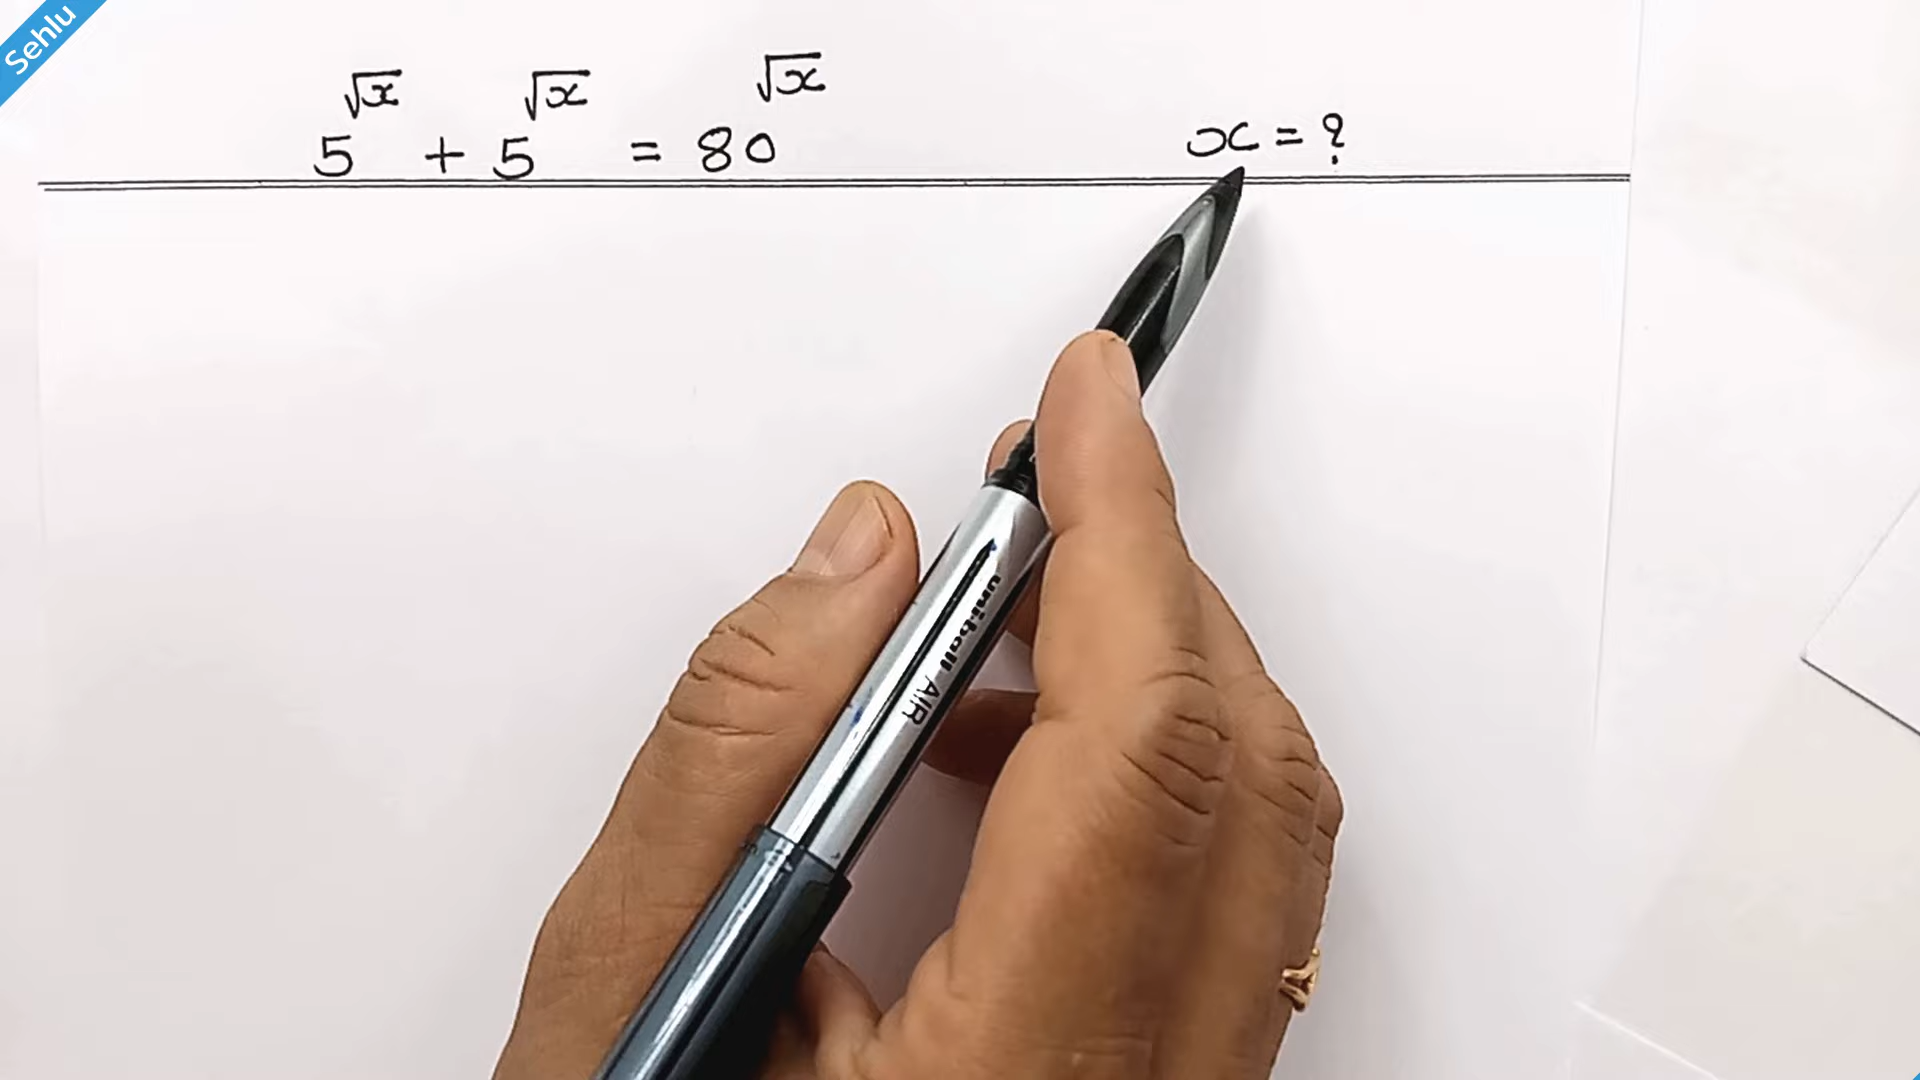 Sehlu
5^√x + 5^√x = 80^√x
x = ?
uni-ball AIR